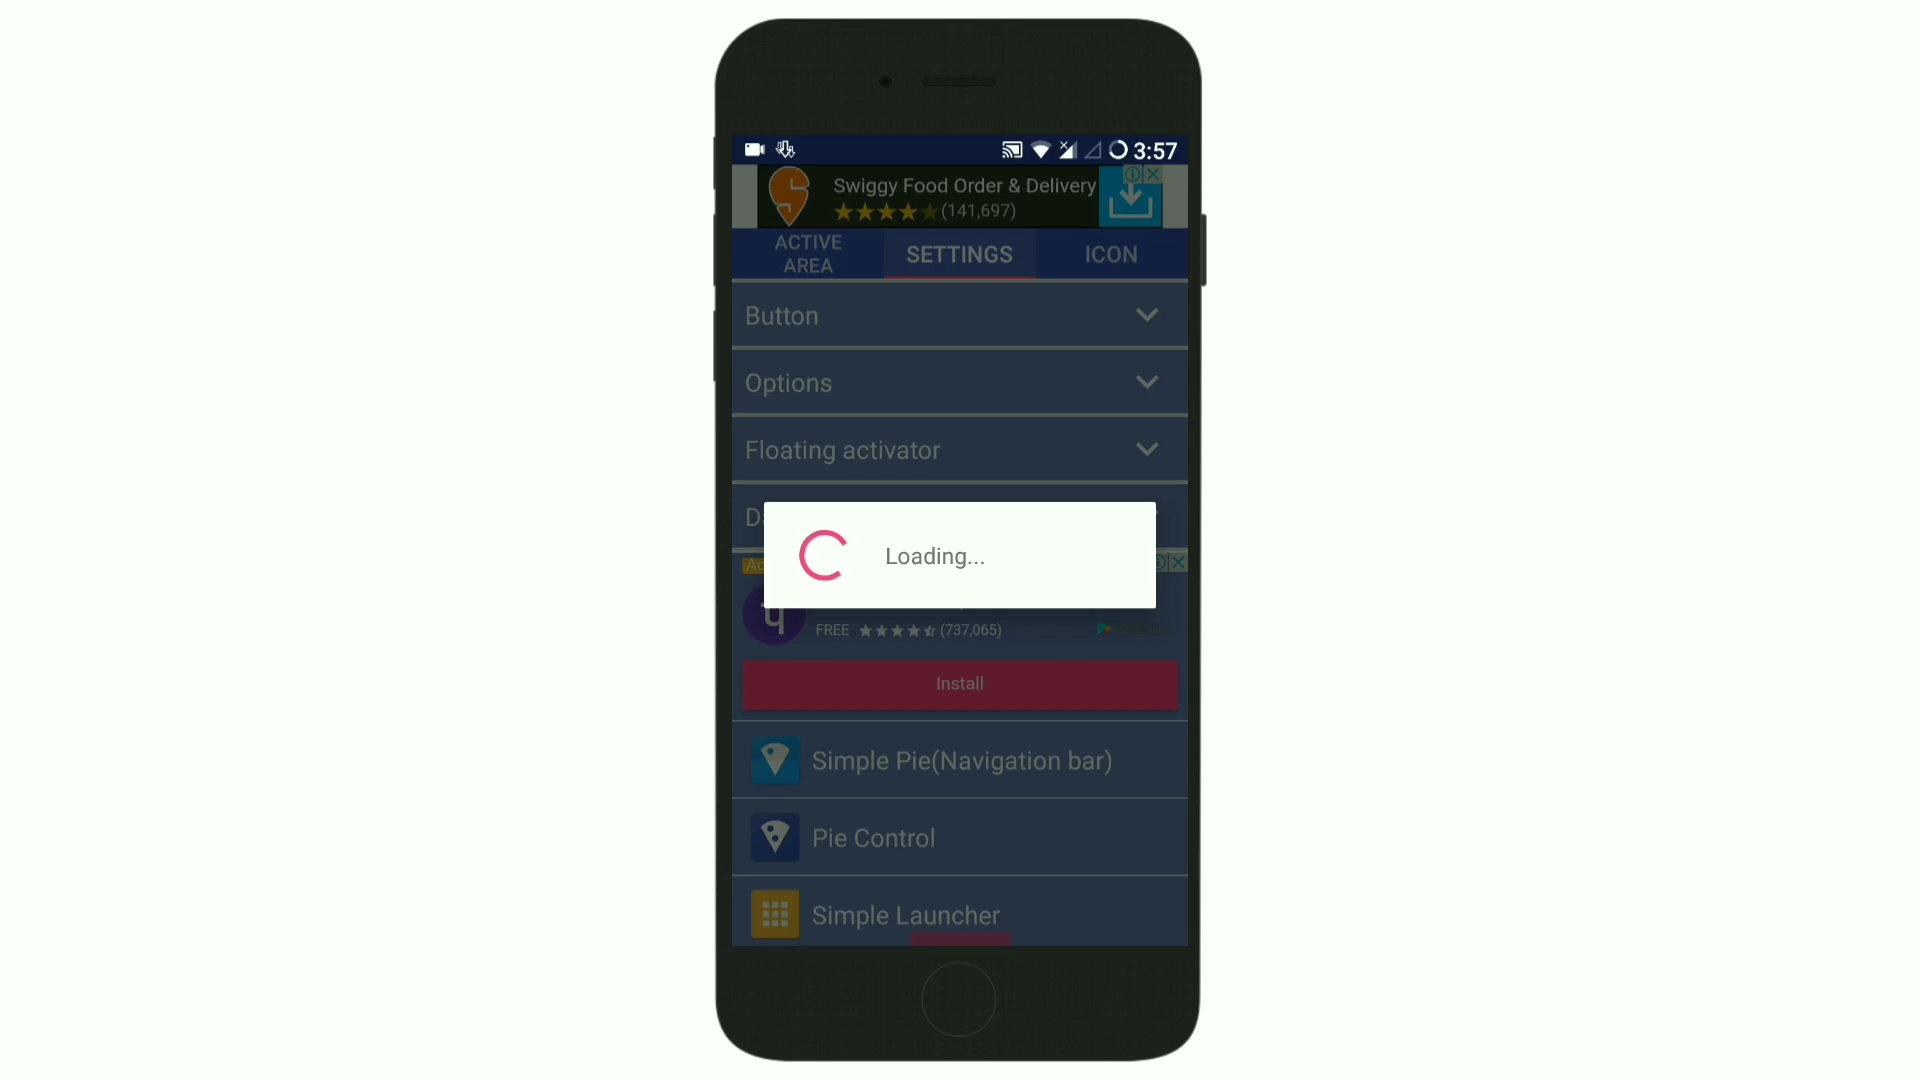 3:57
Swiggy Food Order & Delivery
(141,697)
ACTIVE
AREA
SETTINGS
ICON
Button
Options
Floating activator
Loading...
FREE
(737,065)
Install
Simple Pie(Navigation bar)
Pie Control
Simple Launcher